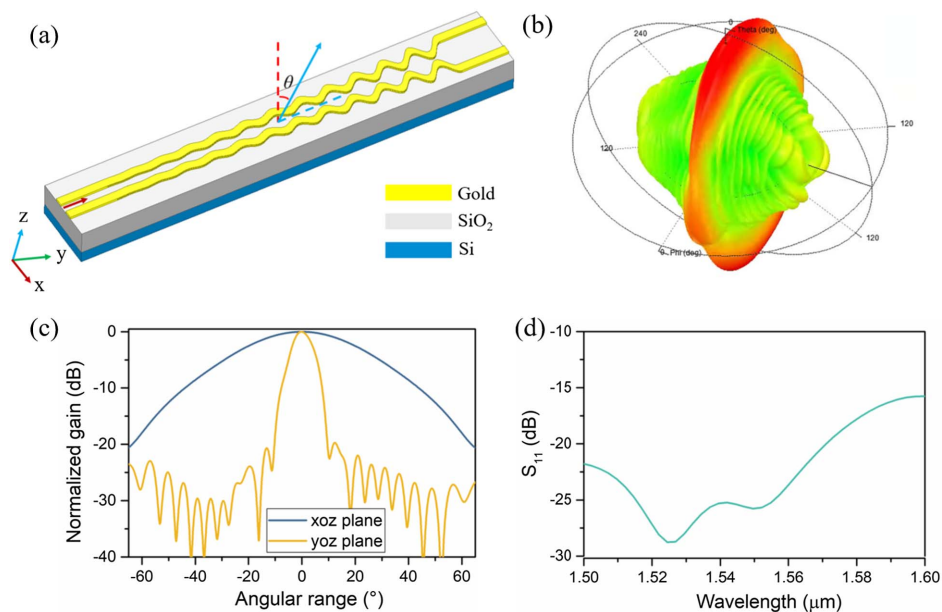 (a)
θ
z
y
x
Gold
SiO₂
Si
(b)
0
Theta (deg)
240
120
120
120
0
Phi (deg)
(c)
Normalized gain (dB)
0
-10
-20
-30
-40
xoz plane
yoz plane
-60 -40 -20 0 20 40 60
Angular range (°)
(d)
S₁₁ (dB)
-10
-15
-20
-25
-30
1.50 1.52 1.54 1.56 1.58 1.60
Wavelength (μm)